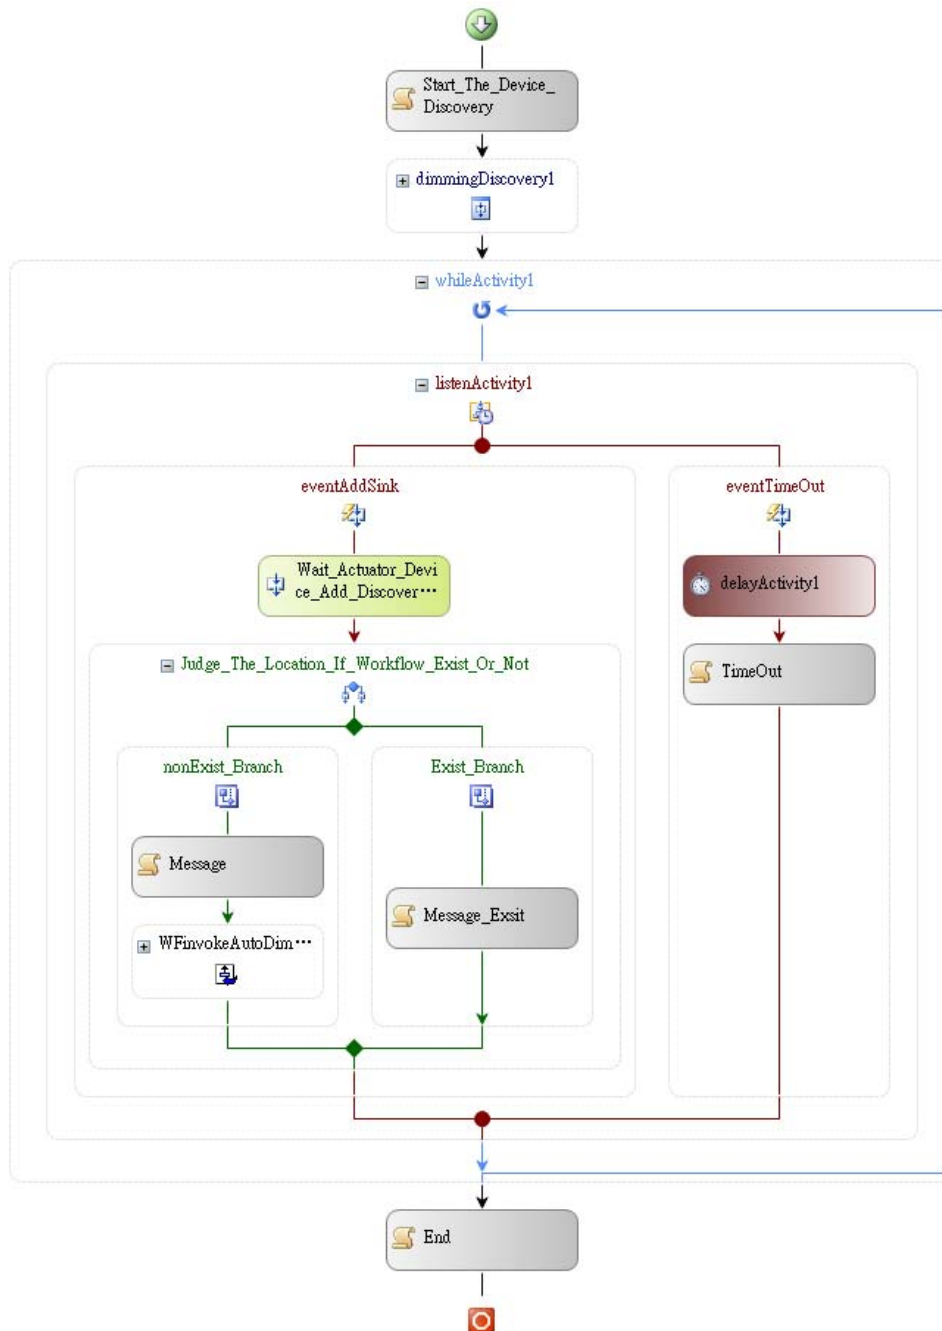 Start_The_Device_
Discovery
dimmingDiscovery1
whileActivity1
listenActivity1
eventAddSink
eventTimeOut
Wait_Actuator_Devi
ce_Add_Discover···
delayActivity1
Judge_The_Location_If_Workflow_Exist_Or_Not
TimeOut
nonExist_Branch
Exist_Branch
Message
Message_Exsit
WFinvokeAutoDim···
End